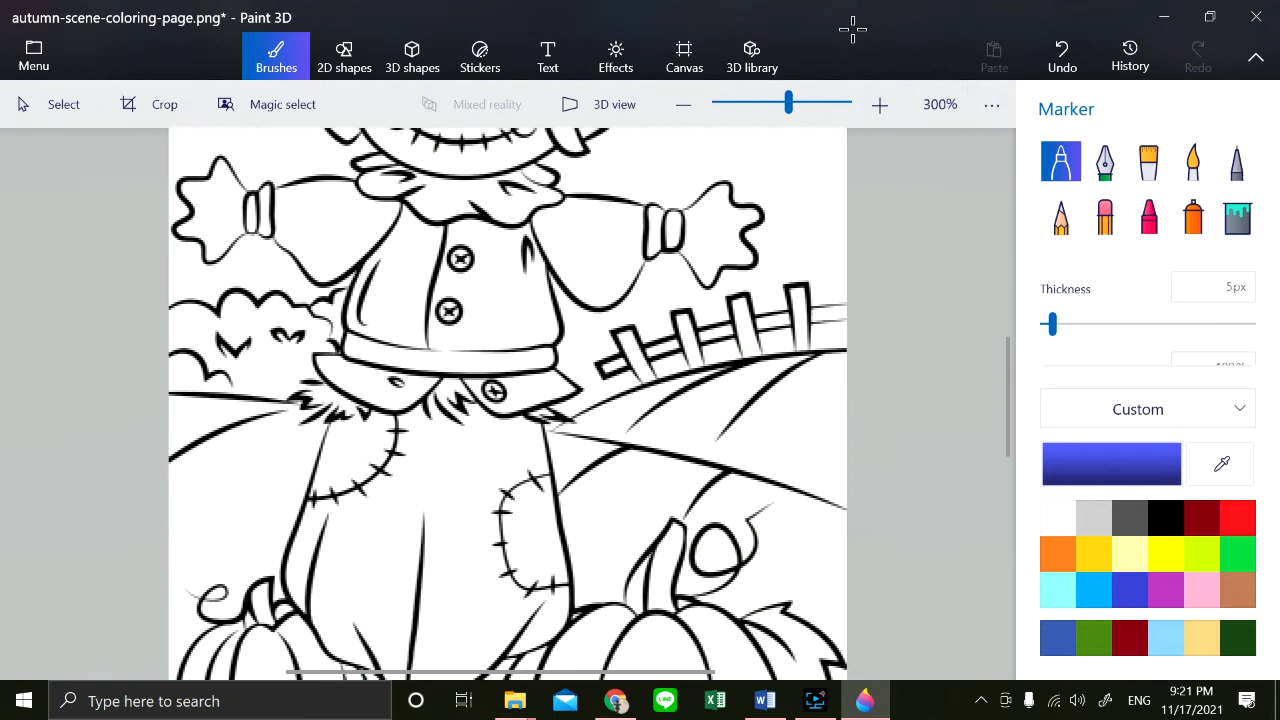 autumn-scene-coloring-page.png* - Paint 3D
Menu
Brushes
2D shapes
3D shapes
Stickers
Text
Effects
Canvas
3D library
Paste
Undo
History
Redo
Select
Crop
Magic select
Mixed reality
3D view
300%
Marker
Thickness
5px
Custom
Type here to search
ENG
9:21 PM
11/17/2021